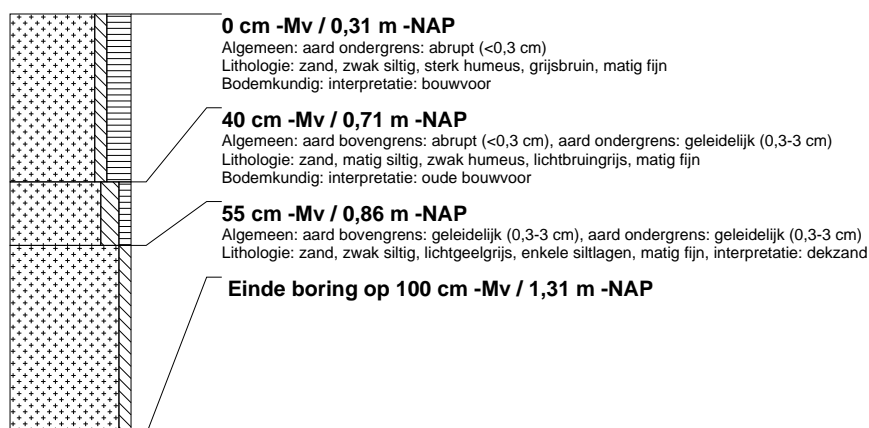 0 cm -Mv / 0,31 m -NAP
Algemeen: aard ondergrens: abrupt (<0,3 cm)
Lithologie: zand, zwak siltig, sterk humeus, grijsbruin, matig fijn
Bodemkundig: interpretatie: bouwvoor
40 cm -Mv / 0,71 m -NAP
Algemeen: aard bovengrens: abrupt (<0,3 cm), aard ondergrens: geleidelijk (0,3-3 cm)
Lithologie: zand, matig siltig, zwak humeus, lichtbruingrijs, matig fijn
Bodemkundig: interpretatie: oude bouwvoor
55 cm -Mv / 0,86 m -NAP
Algemeen: aard bovengrens: geleidelijk (0,3-3 cm), aard ondergrens: geleidelijk (0,3-3 cm)
Lithologie: zand, zwak siltig, lichtgeelgrijs, enkele siltlagen, matig fijn, interpretatie: dekzand
Einde boring op 100 cm -Mv / 1,31 m -NAP